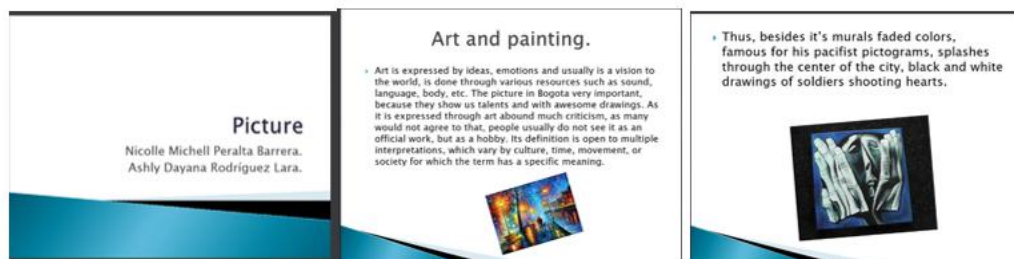 Picture
Nicolle Michell Peralta Barrera.
Ashly Dayana Rodríguez Lara.
Art and painting.
Art is expressed by ideas, emotions and usually is a vision to
the world, is done through various resources such as sound,
language, body, etc. The picture in Bogota very important,
because they show us talents and with awesome drawings. As
it is expressed through art abound much criticism, as many
would not agree to that, people usually do not see it as an
official work, but as a hobby. Its definition is open to multiple
interpretations, which vary by culture, time, movement, or
society for which the term has a specific meaning.
Thus, besides it's murals faded colors,
famous for his pacifist pictograms, splashes
through the center of the city, black and white
drawings of soldiers shooting hearts.